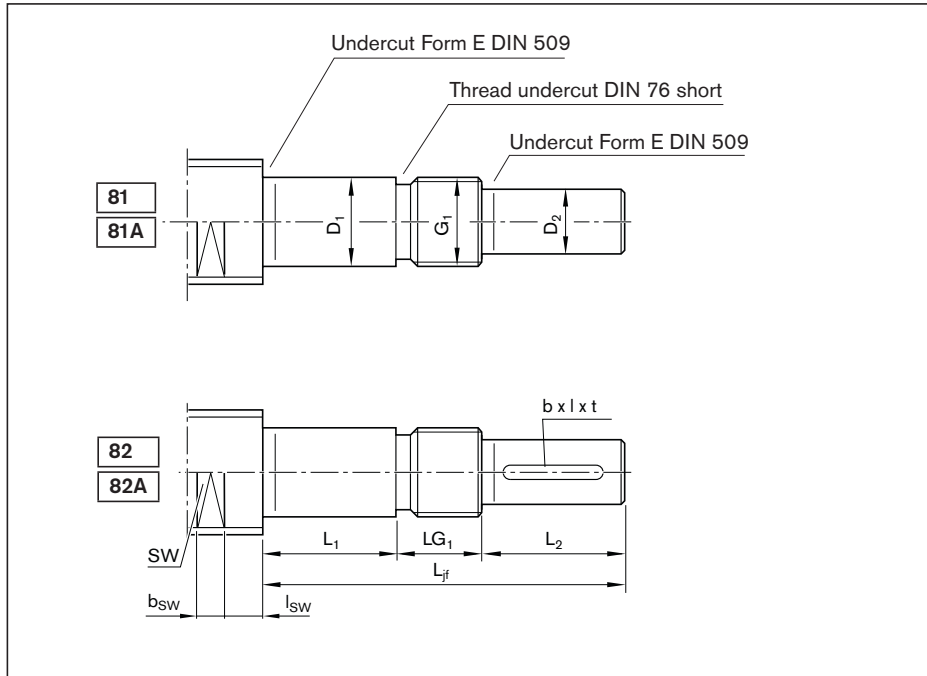 Undercut Form E DIN 509
Thread undercut DIN 76 short
Undercut Form E DIN 509
81
81A
D₁
G₁
D₂
b x l x t
82
82A
SW
L₁
LG₁
L₂
Ljf
bSW
lSW